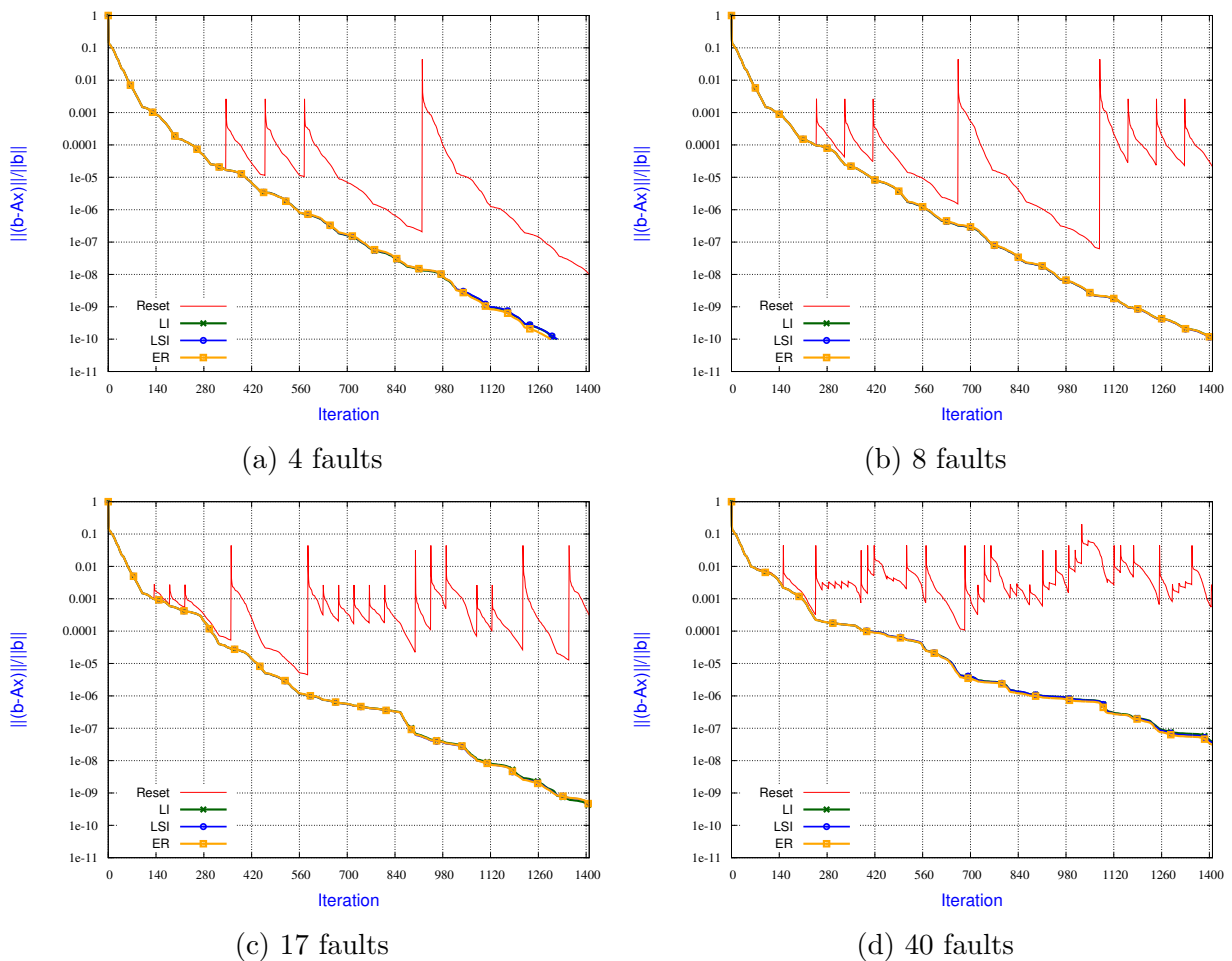 1
0.1
0.01
0.001
0.0001
1e-05
1e-06
1e-07
1e-08
1e-09
1e-10
1e-11
||(b-Ax)||/||b||
Reset
LI
LSI
ER
0 140 280 420 560 700 840 980 1120 1260 1400
Iteration
(a) 4 faults
1
0.1
0.01
0.001
0.0001
1e-05
1e-06
1e-07
1e-08
1e-09
1e-10
1e-11
||(b-Ax)||/||b||
Reset
LI
LSI
ER
0 140 280 420 560 700 840 980 1120 1260 1400
Iteration
(b) 8 faults
1
0.1
0.01
0.001
0.0001
1e-05
1e-06
1e-07
1e-08
1e-09
1e-10
1e-11
||(b-Ax)||/||b||
Reset
LI
LSI
ER
0 140 280 420 560 700 840 980 1120 1260 1400
Iteration
(c) 17 faults
1
0.1
0.01
0.001
0.0001
1e-05
1e-06
1e-07
1e-08
1e-09
1e-10
1e-11
||(b-Ax)||/||b||
Reset
LI
LSI
ER
0 140 280 420 560 700 840 980 1120 1260 1400
Iteration
(d) 40 faults